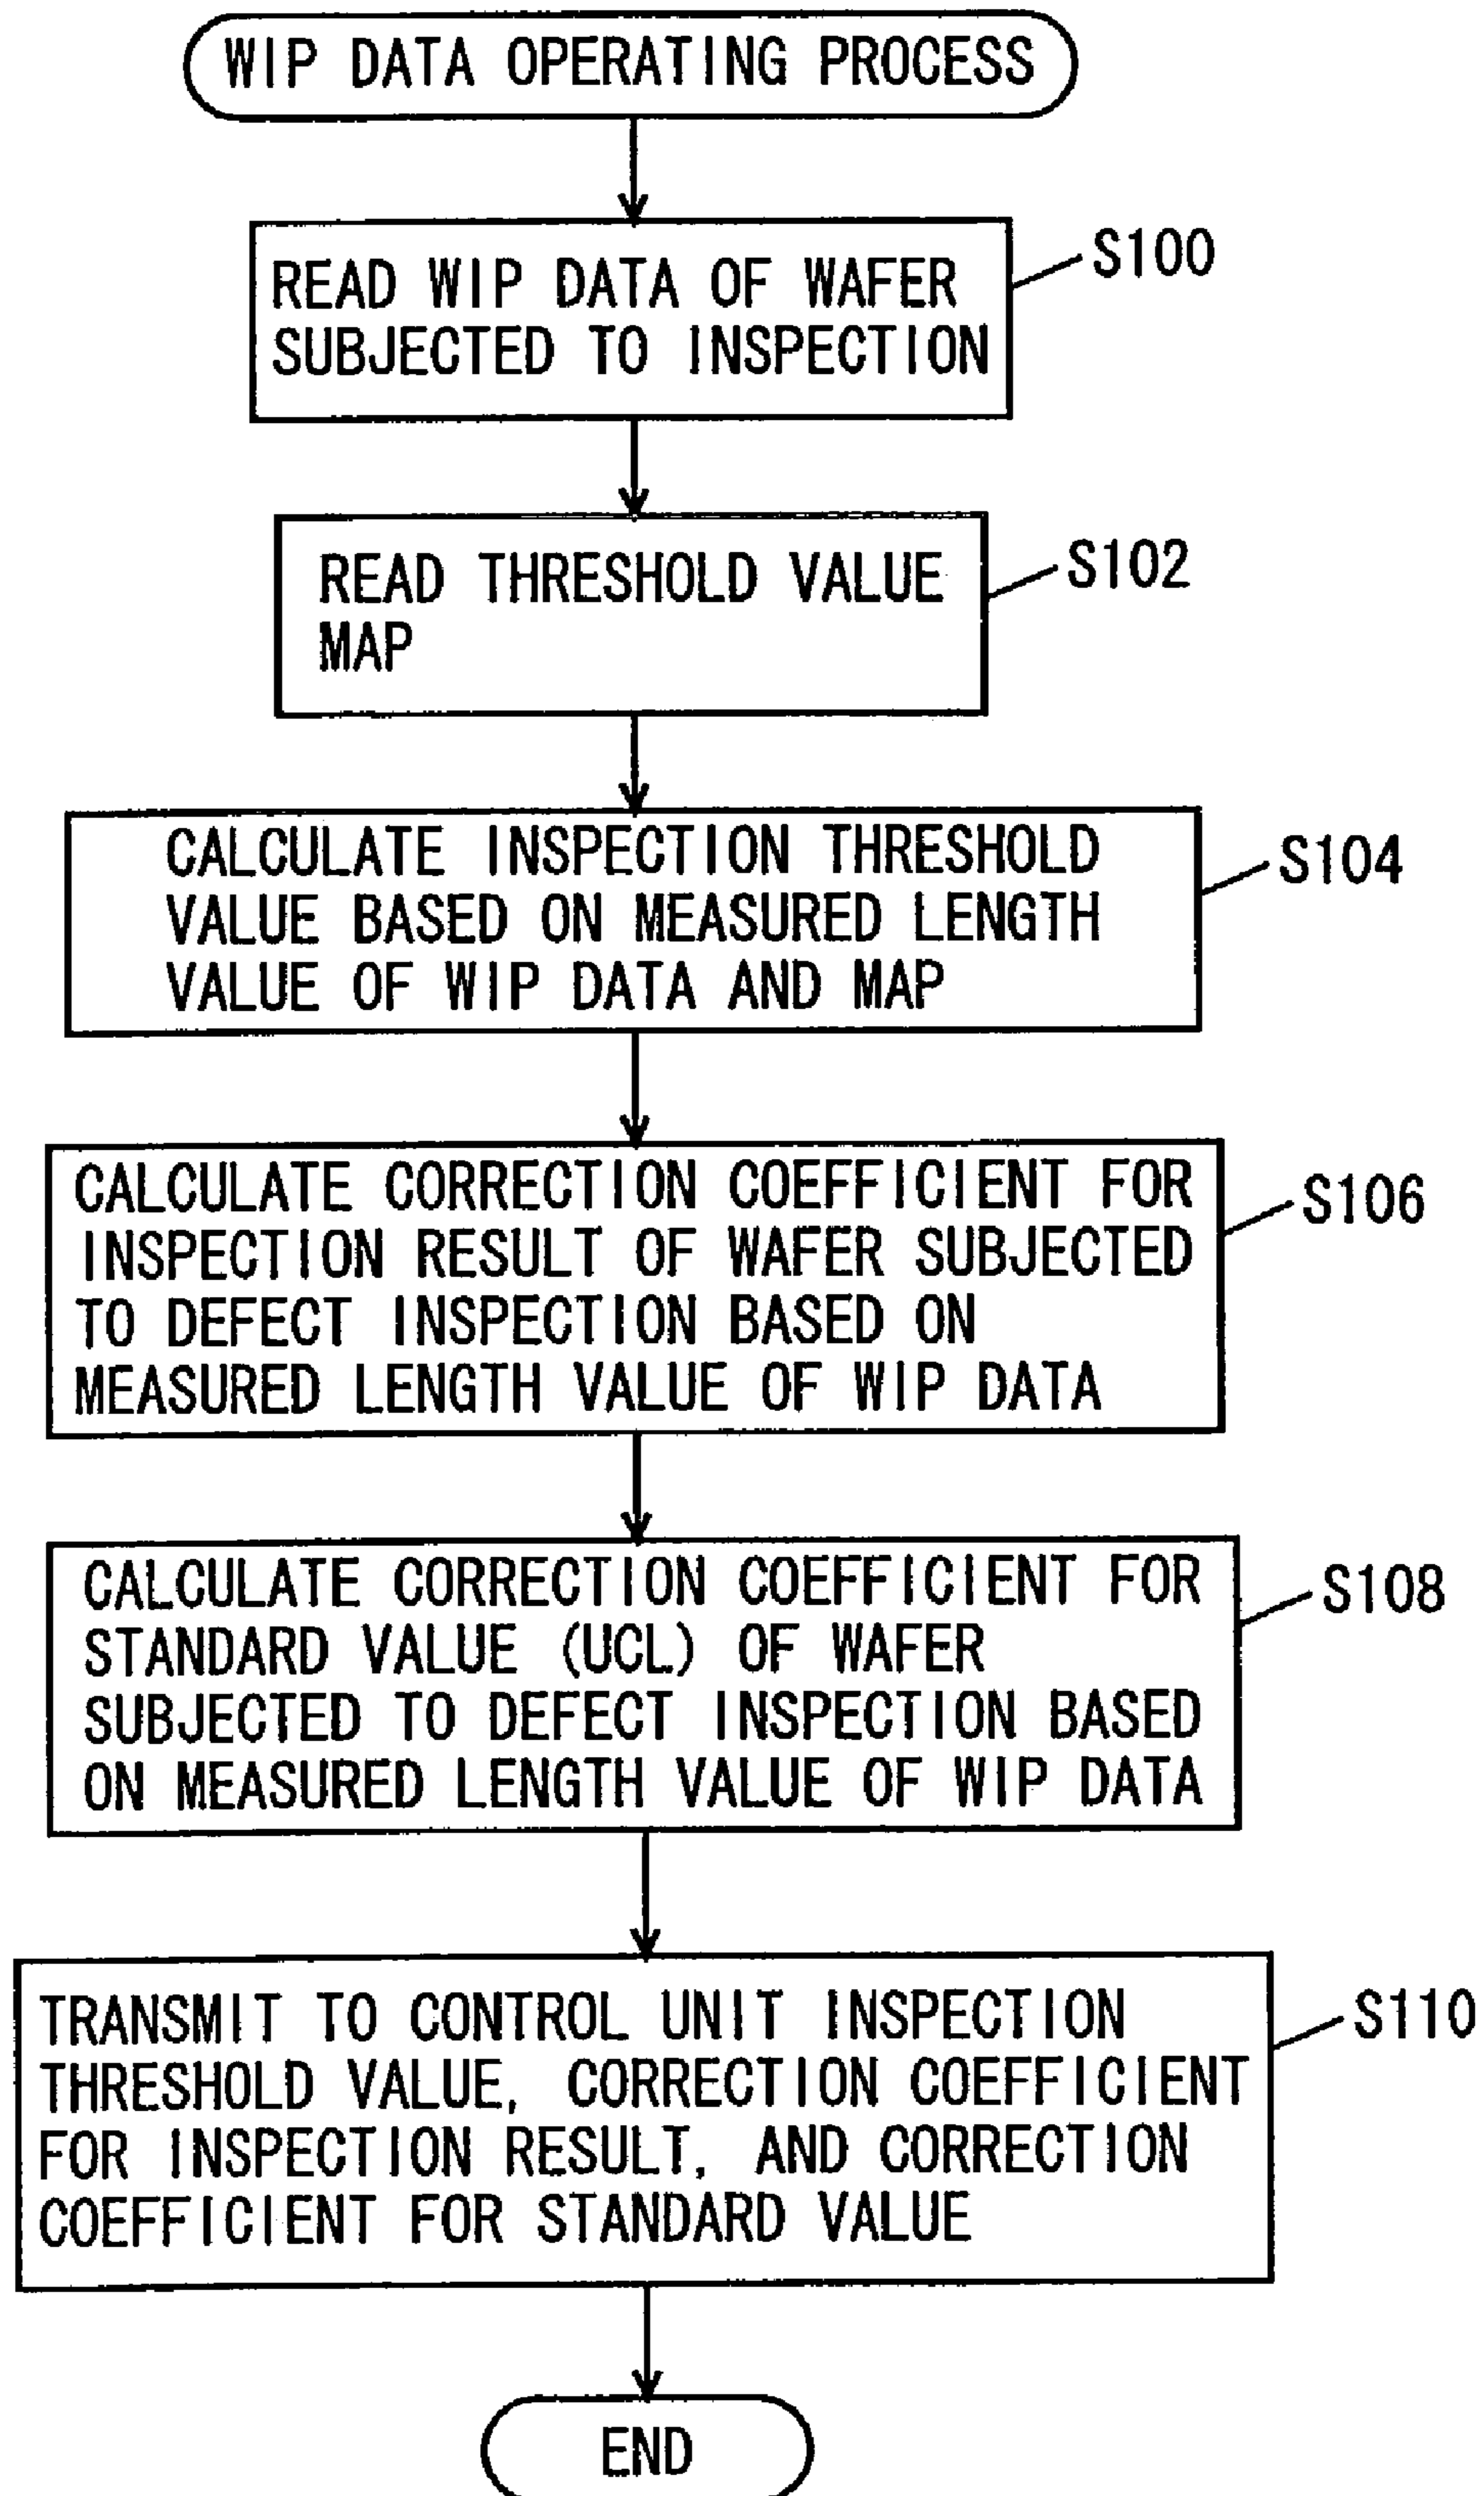 WIP DATA OPERATING PROCESS
READ WIP DATA OF WAFER
SUBJECTED TO INSPECTION
S100
READ THRESHOLD VALUE
MAP
S102
CALCULATE INSPECTION THRESHOLD
VALUE BASED ON MEASURED LENGTH
VALUE OF WIP DATA AND MAP
S104
CALCULATE CORRECTION COEFFICIENT FOR
INSPECTION RESULT OF WAFER SUBJECTED
TO DEFECT INSPECTION BASED ON
MEASURED LENGTH VALUE OF WIP DATA
S106
CALCULATE CORRECTION COEFFICIENT FOR
STANDARD VALUE (UCL) OF WAFER
SUBJECTED TO DEFECT INSPECTION BASED
ON MEASURED LENGTH VALUE OF WIP DATA
S108
TRANSMIT TO CONTROL UNIT INSPECTION
THRESHOLD VALUE, CORRECTION COEFFICIENT
FOR INSPECTION RESULT, AND CORRECTION
COEFFICIENT FOR STANDARD VALUE
S110
END